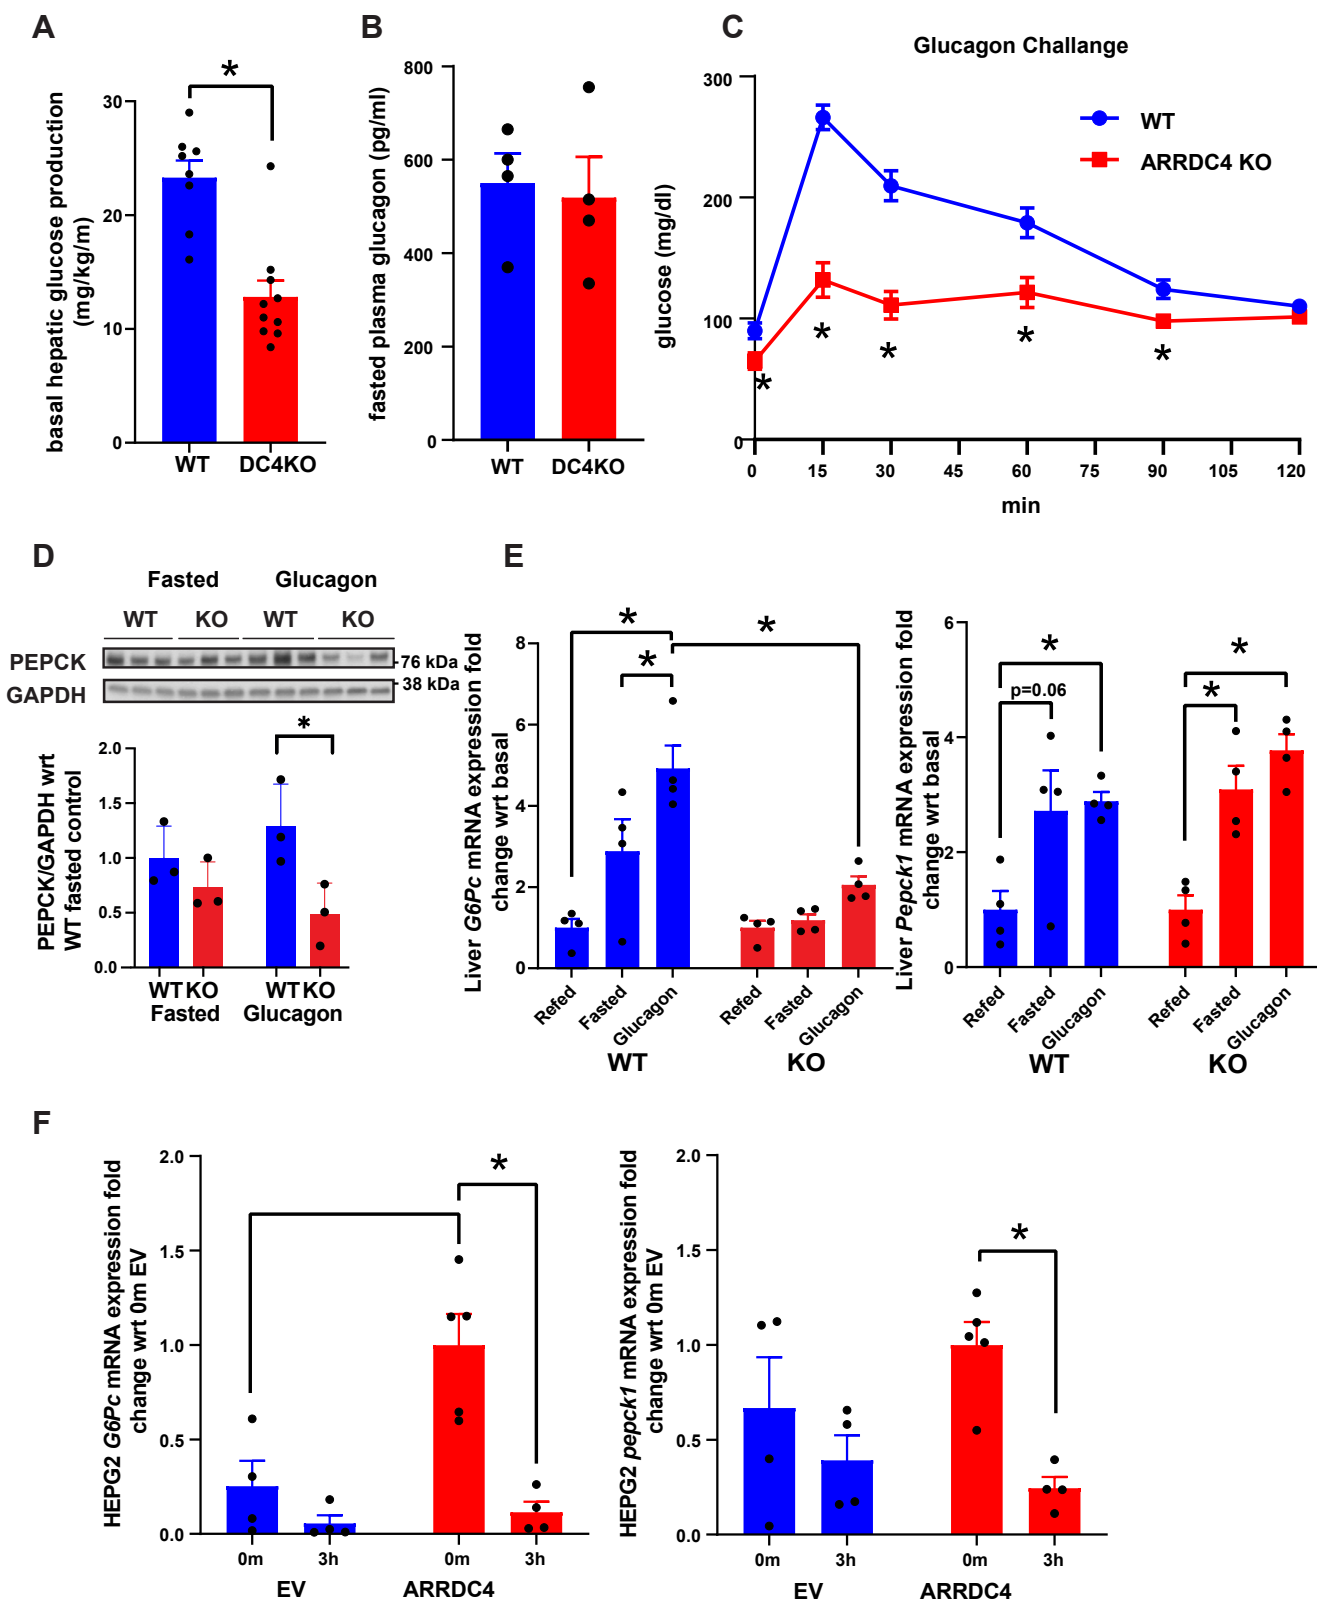 A
basal hepatic glucose production
(mg/kg/m)
30
20
10
0
*
WT
DC4KO
B
fasted plasma glucagon (pg/ml)
800
600
400
200
0
WT
DC4KO
C
Glucagon Challange
glucose (mg/dl)
300
200
100
0
WT
ARRDC4 KO
*
*
*
*
*
0 15 30 45 60 75 90 105 120
min
D
Fasted Glucagon
WT KO WT KO
PEPCK
76 kDa
GAPDH
38 kDa
PEPCK/GAPDH wrt
WT fasted control
2.0
1.5
1.0
0.5
0.0
*
WT KO WT KO
Fasted Glucagon
E
Liver G6Pc mRNA expression fold
change wrt basal
8
6
4
2
0
*
*
*
Refed Fasted Glucagon Refed Fasted Glucagon
WT KO
Liver Pepck1 mRNA expression fold
change wrt basal
6
4
2
0
*
p=0.06
*
*
Refed Fasted Glucagon Refed Fasted Glucagon
WT KO
F
HEPG2 G6Pc mRNA expression fold
change wrt 0m EV
2.0
1.5
1.0
0.5
0.0
*
0m 3h 0m 3h
EV ARRDC4
HEPG2 pepck1 mRNA expression fold
change wrt 0m EV
2.0
1.5
1.0
0.5
0.0
*
0m 3h 0m 3h
EV ARRDC4